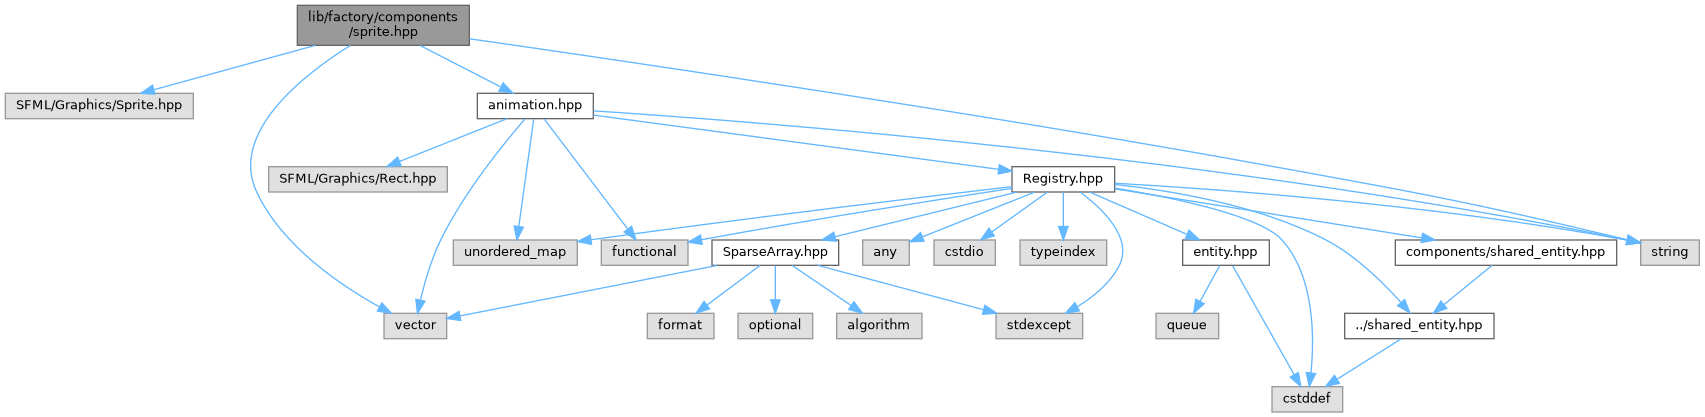 lib/factory/components
/sprite.hpp
SFML/Graphics/Sprite.hpp
animation.hpp
SFML/Graphics/Rect.hpp
Registry.hpp
unordered_map
functional
SparseArray.hpp
any
cstdio
typeindex
entity.hpp
components/shared_entity.hpp
string
vector
format
optional
algorithm
stdexcept
queue
../shared_entity.hpp
cstddef